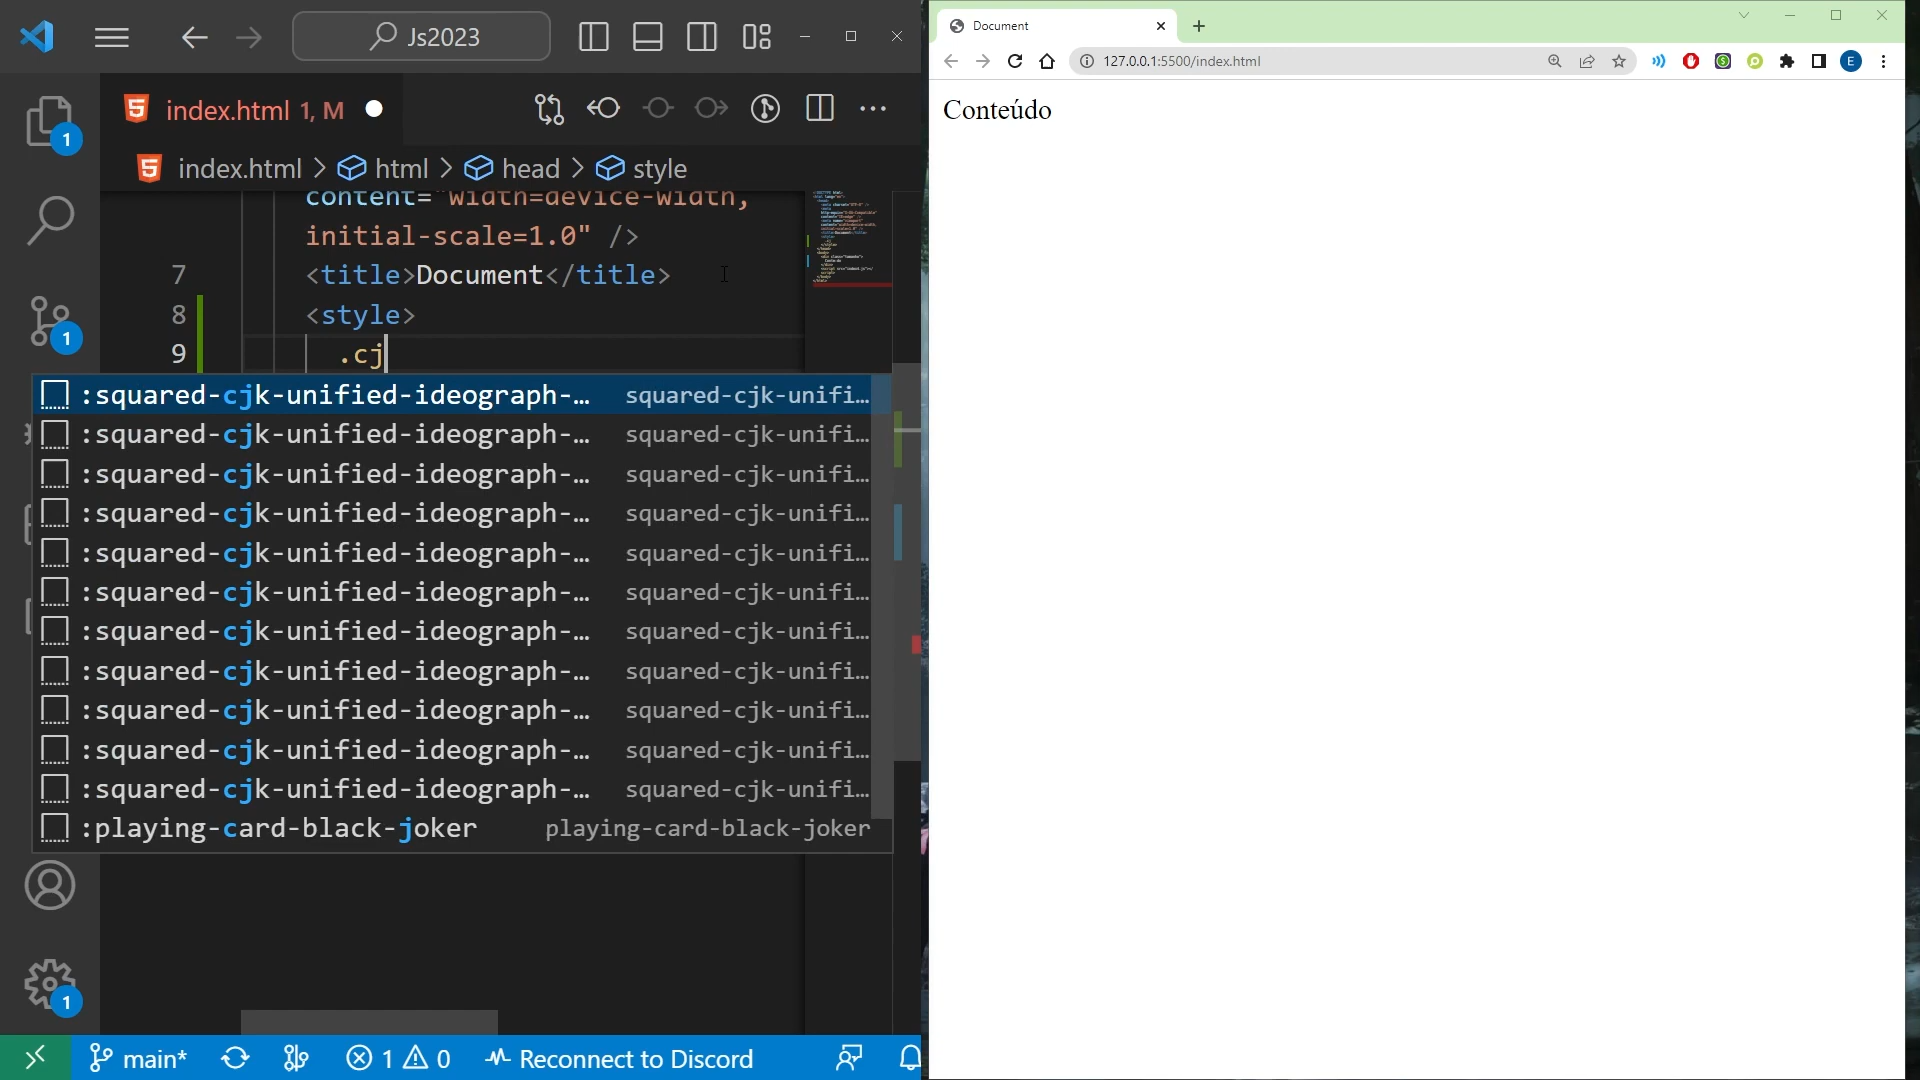 Js2023
index.html 1, M
index.html > html > head > style
content="width=device-width,
initial-scale=1.0" />
7 <title>Document</title>
8 <style>
9 .cj
:squared-cjk-unified-ideograph-… squared-cjk-unifi…
:squared-cjk-unified-ideograph-… squared-cjk-unifi…
:squared-cjk-unified-ideograph-… squared-cjk-unifi…
:squared-cjk-unified-ideograph-… squared-cjk-unifi…
:squared-cjk-unified-ideograph-… squared-cjk-unifi…
:squared-cjk-unified-ideograph-… squared-cjk-unifi…
:squared-cjk-unified-ideograph-… squared-cjk-unifi…
:squared-cjk-unified-ideograph-… squared-cjk-unifi…
:squared-cjk-unified-ideograph-… squared-cjk-unifi…
:squared-cjk-unified-ideograph-… squared-cjk-unifi…
:squared-cjk-unified-ideograph-… squared-cjk-unifi…
:playing-card-black-joker playing-card-black-joker
1
1
1
main* 1 0 Reconnect to Discord
Document
127.0.0.1:5500/index.html
E
Conteúdo